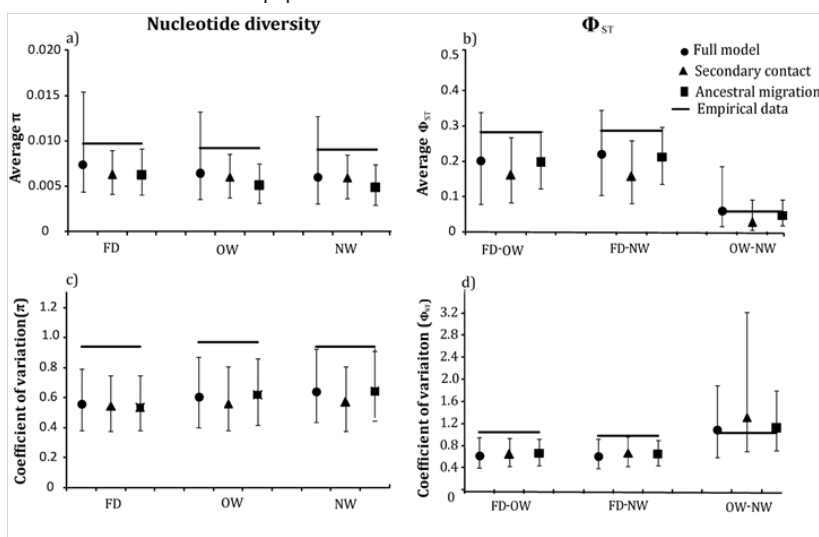 Nucleotide diversity
Φ ST
a)
b)
Full model
Secondary contact
Ancestral migration
Empirical data
Average π
0.020
0.015
0.010
0.005
0
FD
OW
NW
Average ΦST
0.5
0.4
0.3
0.2
0.1
0
FD-OW
FD-NW
OW-NW
c)
d)
Coefficient of variation(π)
1.2
1.0
0.8
0.6
0.4
0.2
0
FD
OW
NW
Coefficient of variaiton (ΦST)
3.2
2.8
2.4
2.0
1.6
1.2
0.8
0.4
0
FD-OW
FD-NW
OW-NW